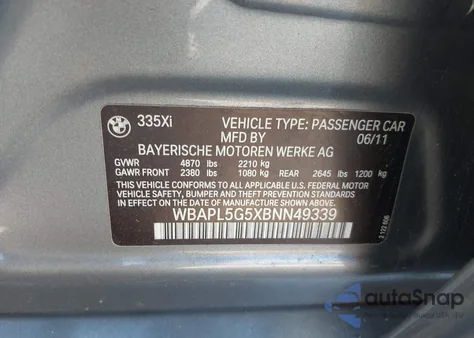 335Xi
VEHICLE TYPE: PASSENGER CAR
MFD BY 06/11
BAYERISCHE MOTOREN WERKE AG
GVWR 4870 lbs 2210 kg
GAWR FRONT 2380 lbs 1080 kg REAR 2645 lbs 1200 kg
THIS VEHICLE CONFORMS TO ALL APPLICABLE U.S.
FEDERAL MOTOR VEHICLE
SAFETY, BUMPER, AND THEFT PREVENTION
STANDARDS IN EFFECT ON THE DATE OF
MANUFACTURE SHOWN ABOVE.
WBAPL5G5XBNN49339
autoSnap